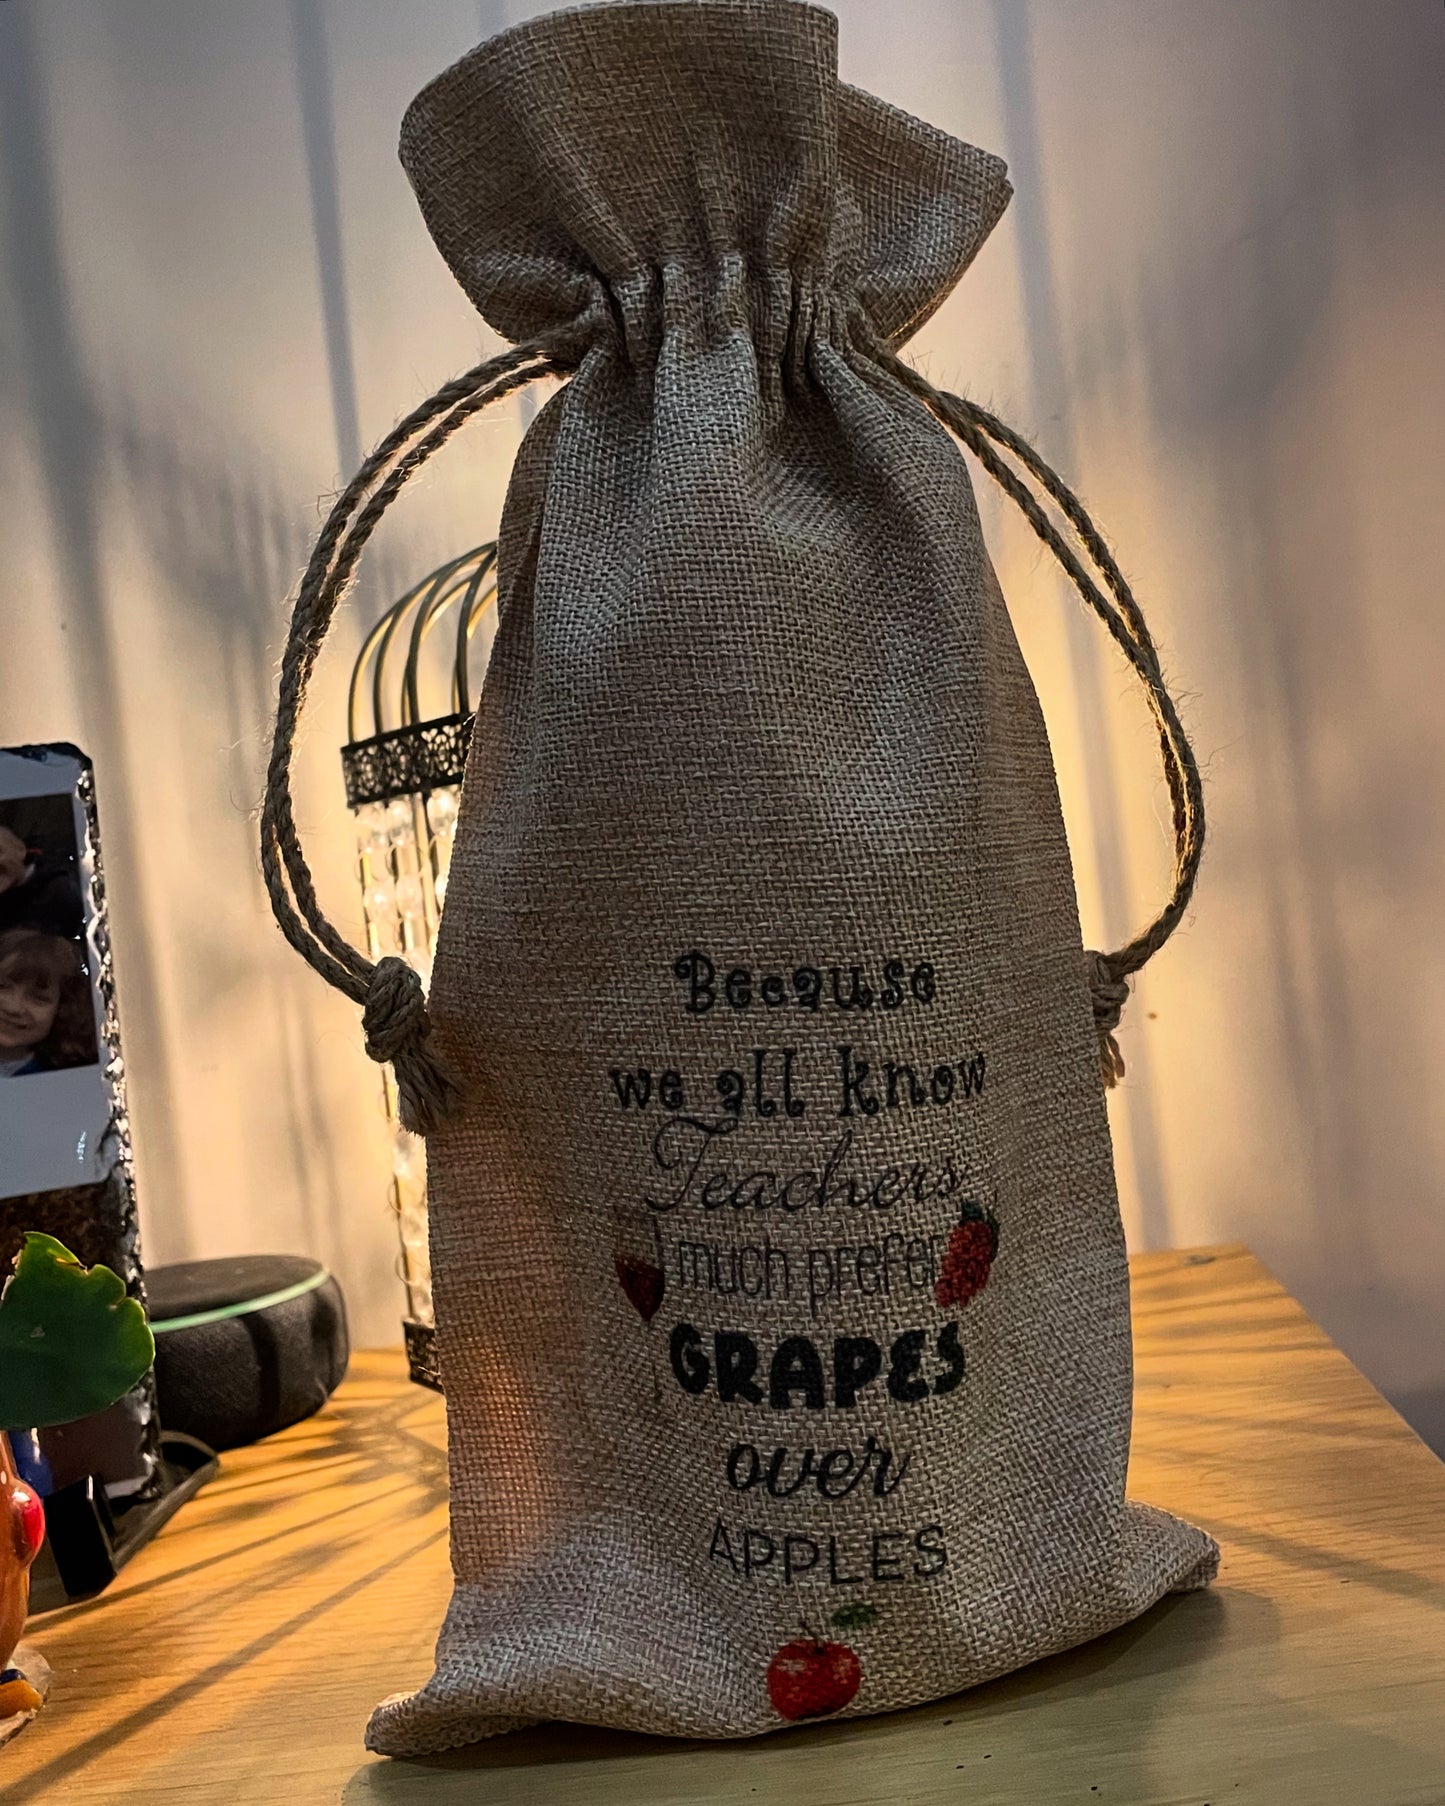 Because
we all know
Teachers
much prefer
GRAPES
over
APPLES